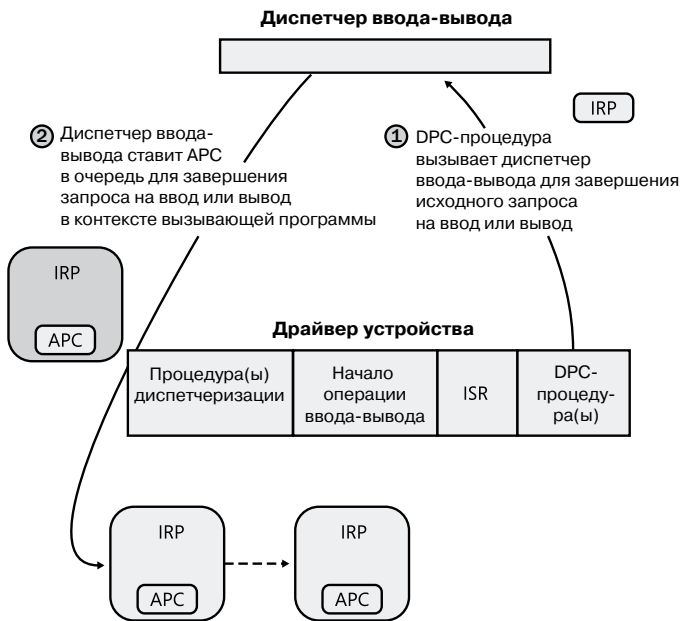 Диспетчер ввода-вывода
IRP
② Диспетчер ввода-
вывода ставит APC
в очередь для завершения
запроса на ввод или вывод
в контексте вызывающей программы
① DPC-процедура
вызывает диспетчер
ввода-вывода для завершения
исходного запроса
на ввод или вывод
IRP
APC
Драйвер устройства
Процедура(ы)
диспетчеризации
Начало
операции
ввода-вывода
ISR
DPC-
процеду-
ра(ы)
IRP
APC
IRP
APC